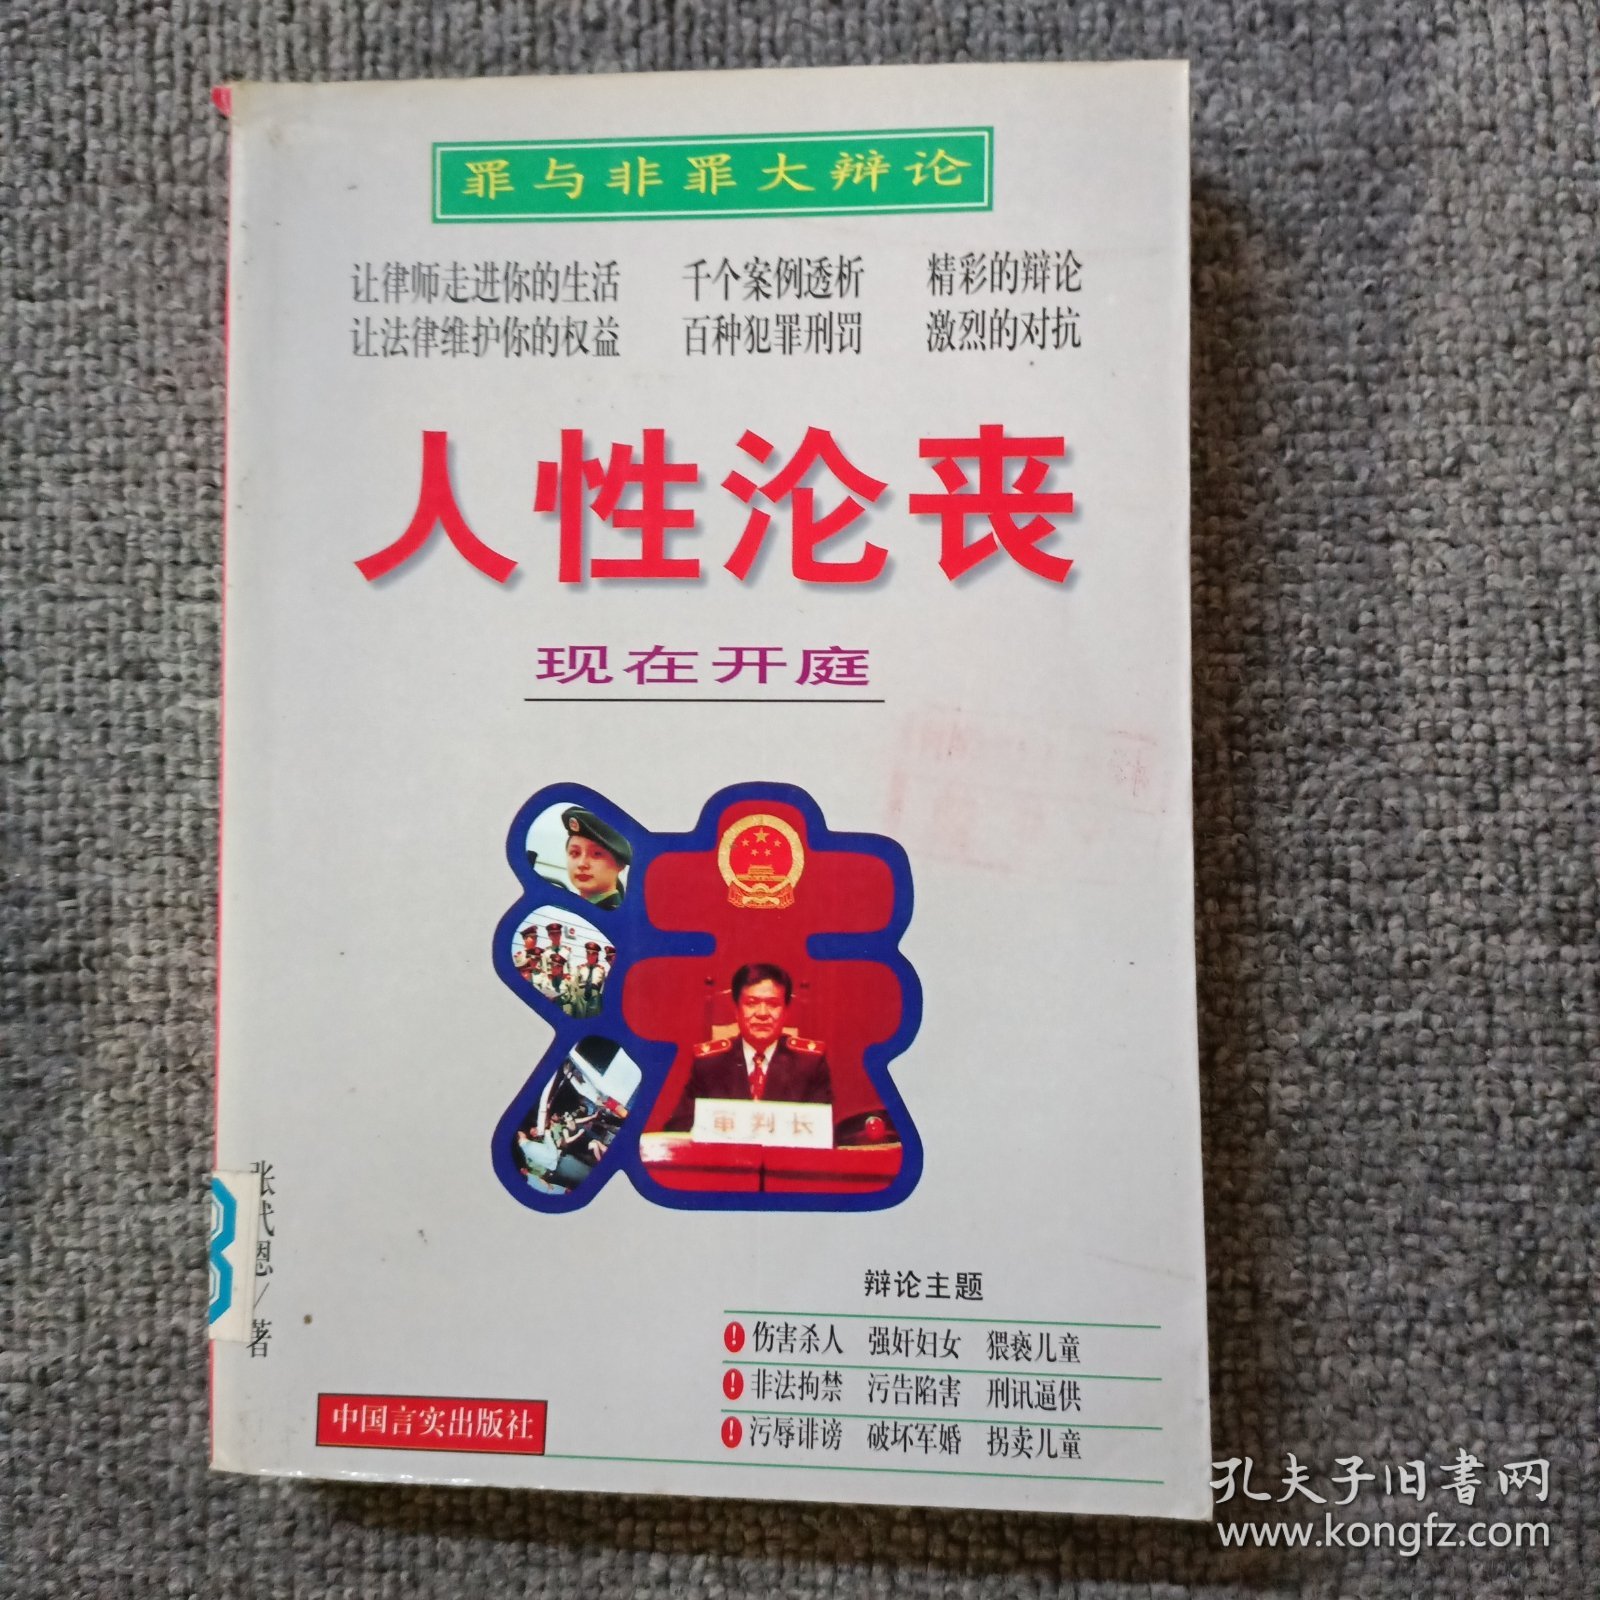 罪与非罪大辩论
让律师走进你的生活 千个案例透析 精彩的辩论
让法律维护你的权益 百种犯罪刑罚 激烈的对抗
人性沦丧
现在开庭
审判长
著
辩论主题
伤害杀人 强奸妇女 猥亵儿童
非法拘禁 污告陷害 刑讯逼供
污辱诽谤 破坏军婚 拐卖儿童
中国言实出版社
孔夫子旧书网
www.kongfz.com